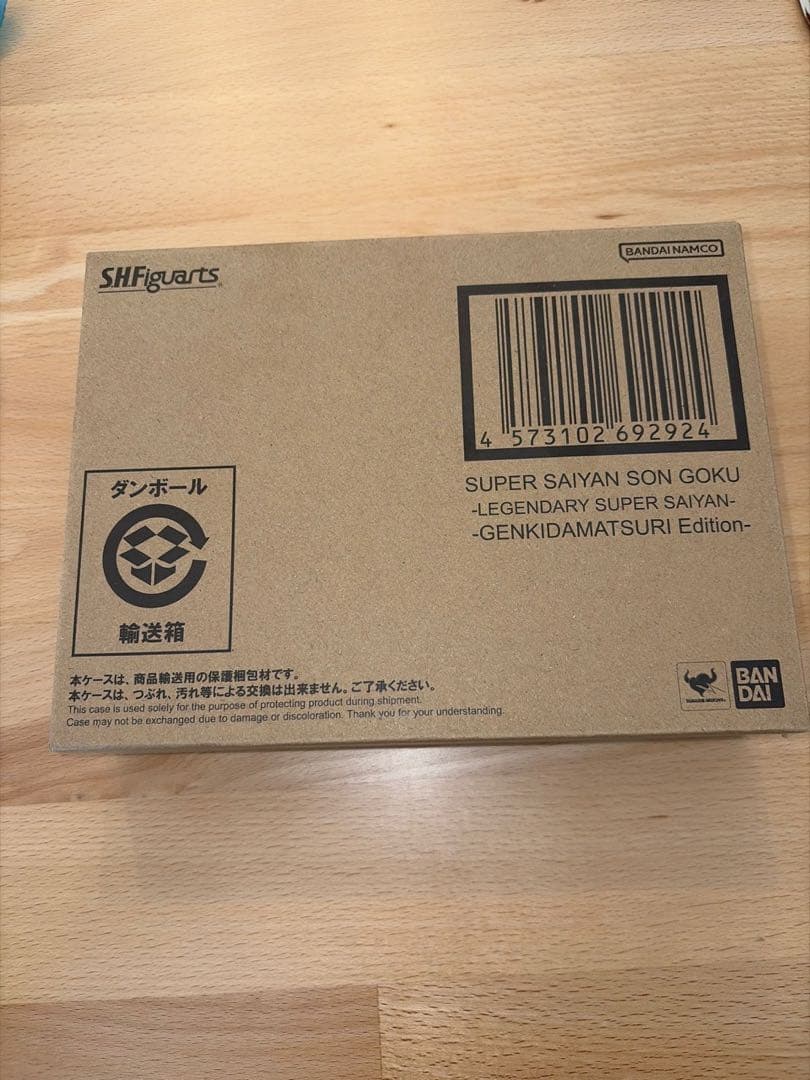 S.H.Figuarts
BANDAI NAMCO
4 573102 692924
SUPER SAIYAN SON GOKU
-LEGENDARY SUPER SAIYAN-
-GENKIDAMATSURI Edition-
ダンボール
輸送箱
本ケースは、商品輸送用の保護梱包材です。
本ケースは、つぶれ、汚れ等による交換は出来ません。ご了承ください。
This case is used solely for the purpose of protecting product during shipment.
Case may not be exchanged due to damage or discoloration. Thank you for your understanding.
BAN
DAI